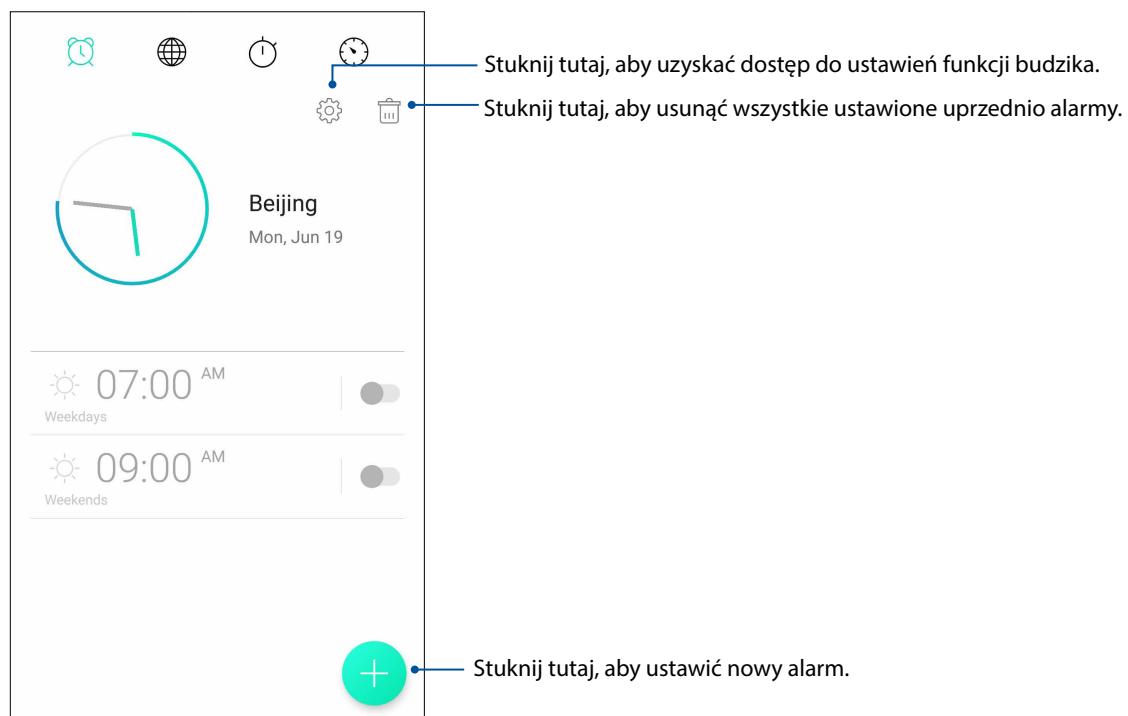 Stuknij tutaj, aby uzyskać dostęp do ustawień funkcji budzika.
Stuknij tutaj, aby usunąć wszystkie ustawione uprzednio alarmy.
Beijing
Mon, Jun 19
07:00 AM
Weekdays
09:00 AM
Weekends
Stuknij tutaj, aby ustawić nowy alarm.